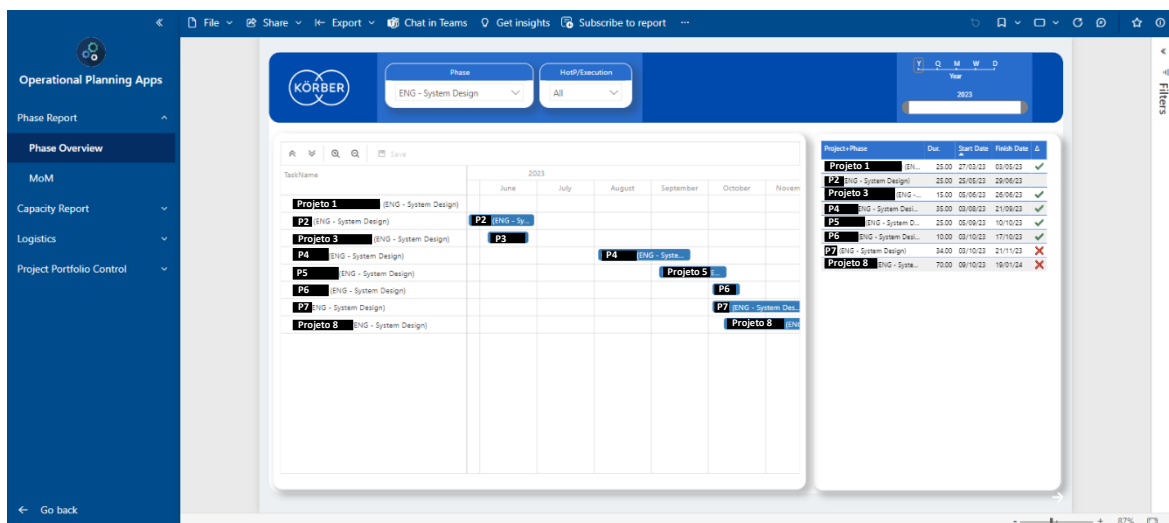 File Share Export Chat in Teams Get insights Subscribe to report ...
Operational Planning Apps
Phase Report
Phase Overview
MoM
Capacity Report
Logistics
Project Portfolio Control
Go back
KÖRBER
Phase
ENG - System Design
HotP/Execution
All
Y Q M W D
Year
2023
Filters
Save
TaskName
2023
June July August September October Novem
Projeto 1 (ENG - System Design)
P2 (ENG - System Design) P2 (ENG - Sy...
Projeto 3 (ENG - System Design) P3
P4 (ENG - System Design) P4 (ENG - Syste...
P5 (ENG - System Design) Projeto 5
P6 (ENG - System Design) P6
P7 ENG - System Design) P7 (ENG - System Des...
Projeto 8 ENG - System Design) Projeto 8 (ENG
Project+Phase Dur. Start Date Finish Date Δ
Projeto 1 (EN... 25.00 27/03/23 03/05/23
P2 ENG - System Design) 25.00 25/05/23 29/06/23
Projeto 3 (ENG -... 15.00 05/06/23 26/06/23
P4 ENG - System Desi... 35.00 03/08/23 21/09/23
P5 (ENG - System D... 25.00 05/09/23 10/10/23
P6 (ENG - System Desi... 10.00 03/10/23 17/10/23
P7 (ENG - System Design) 34.00 03/10/23 21/11/23
Projeto 8 ENG - Syste... 70.00 09/10/23 19/01/24
- + 87%